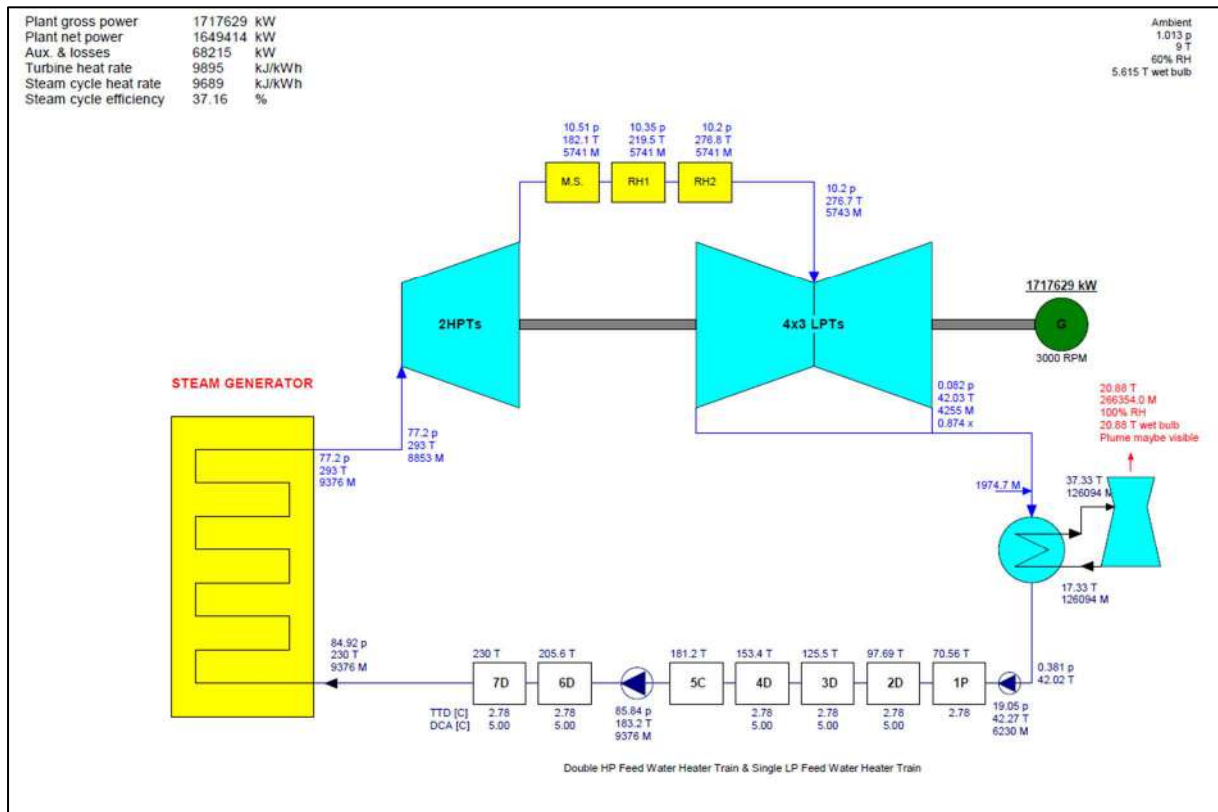 Plant gross power 1717629 kW
Plant net power 1649414 kW
Aux. & losses 68215 kW
Turbine heat rate 9895 kJ/kWh
Steam cycle heat rate 9689 kJ/kWh
Steam cycle efficiency 37.16 %
Ambient
1.013 p
9 T
60% RH
5.615 T wet bulb
10.51 p
182.1 T
5741 M
10.35 p
219.5 T
5741 M
10.2 p
276.8 T
5741 M
M.S.
RH1
RH2
10.2 p
276.7 T
5743 M
2HPTs
4x3 LPTs
1717629 kW
G
3000 RPM
STEAM GENERATOR
77.2 p
293 T
9376 M
77.2 p
293 T
8853 M
0.082 p
42.03 T
4255 M
0.874 x
20.88 T
266354.0 M
100% RH
20.88 T wet bulb
Plume maybe visible
1974.7 M
37.33 T
126094 M
17.33 T
126094 M
84.92 p
230 T
9376 M
230 T
205.6 T
181.2 T
153.4 T
125.5 T
97.69 T
70.56 T
0.381 p
42.02 T
7D
6D
5C
4D
3D
2D
1P
TTD [C] 2.78 2.78 2.78 2.78 2.78 2.78
DCA [C] 5.00 5.00 5.00 5.00 5.00
85.84 p
183.2 T
9376 M
19.05 p
42.27 T
6230 M
Double HP Feed Water Heater Train & Single LP Feed Water Heater Train